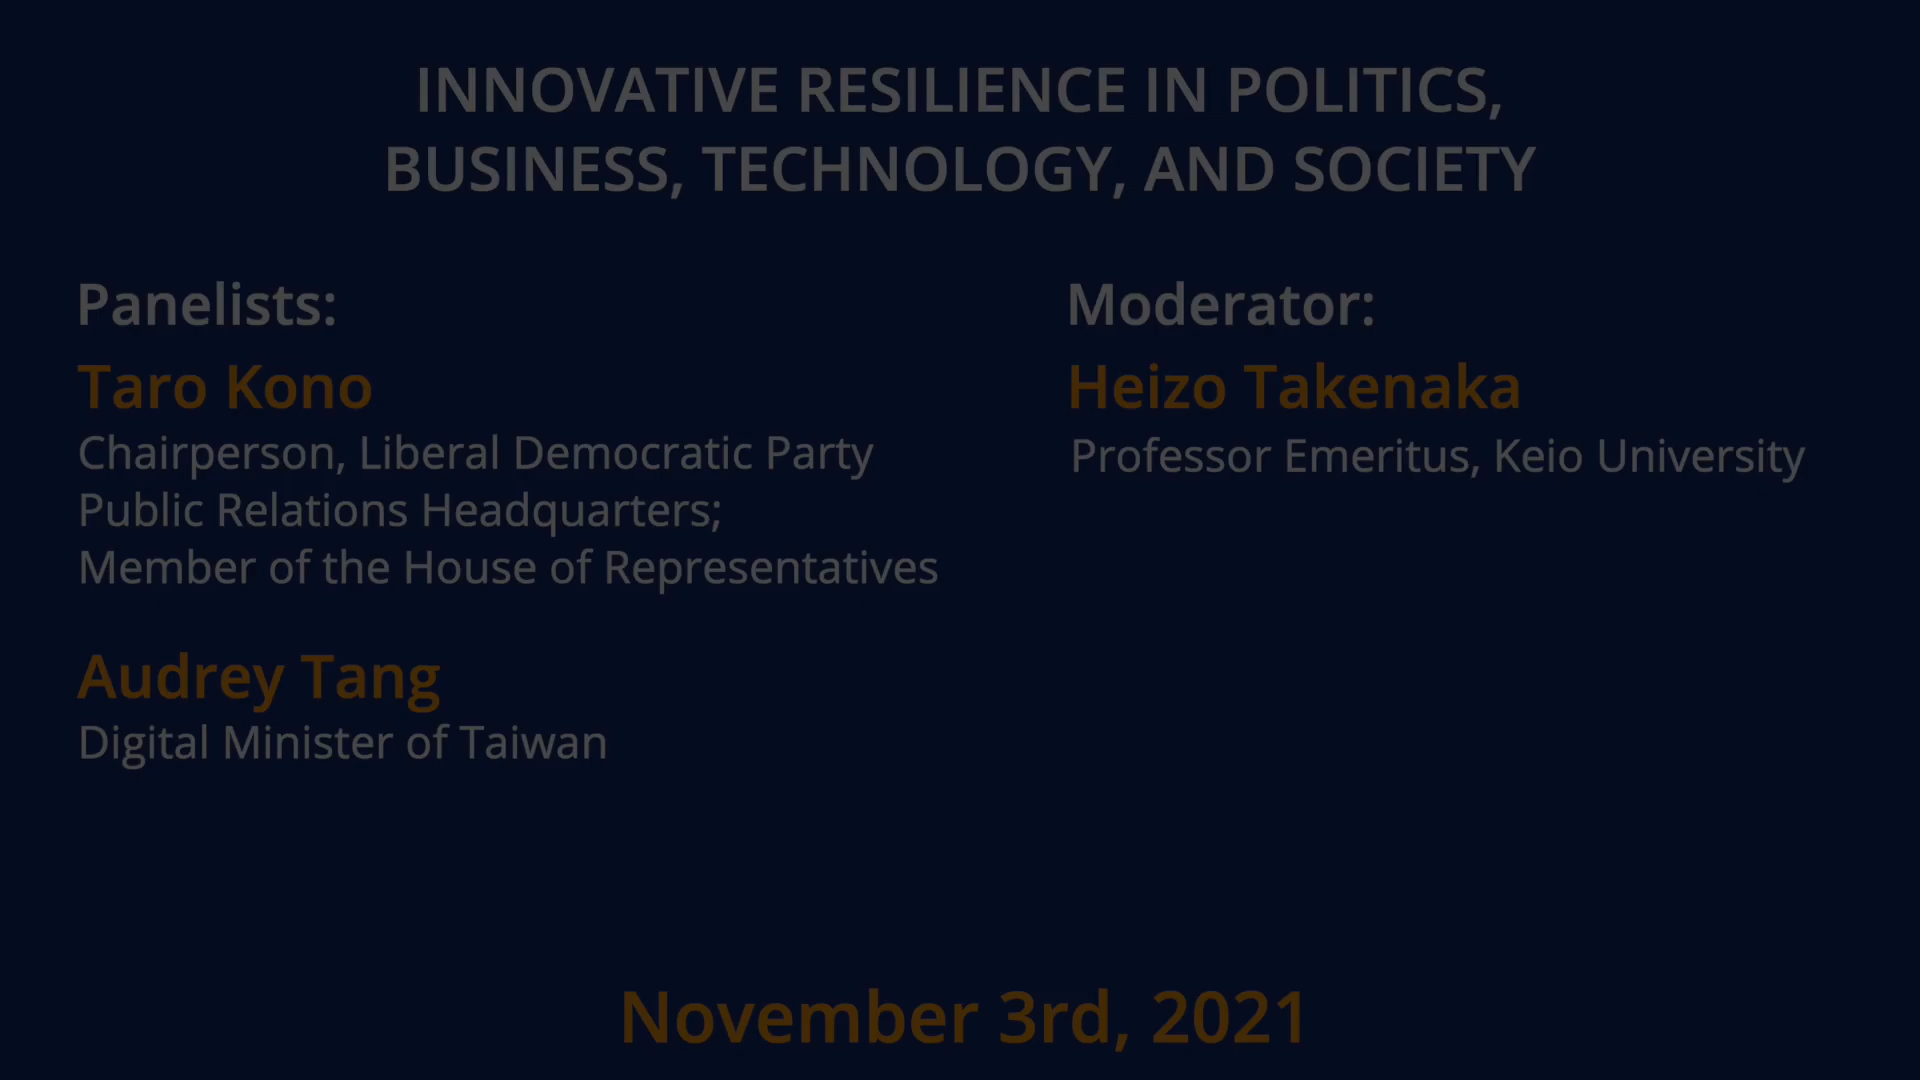 INNOVATIVE RESILIENCE IN POLITICS,
BUSINESS, TECHNOLOGY, AND SOCIETY
Panelists:
Taro Kono
Chairperson, Liberal Democratic Party
Public Relations Headquarters;
Member of the House of Representatives
Audrey Tang
Digital Minister of Taiwan
Moderator:
Heizo Takenaka
Professor Emeritus, Keio University
November 3rd, 2021